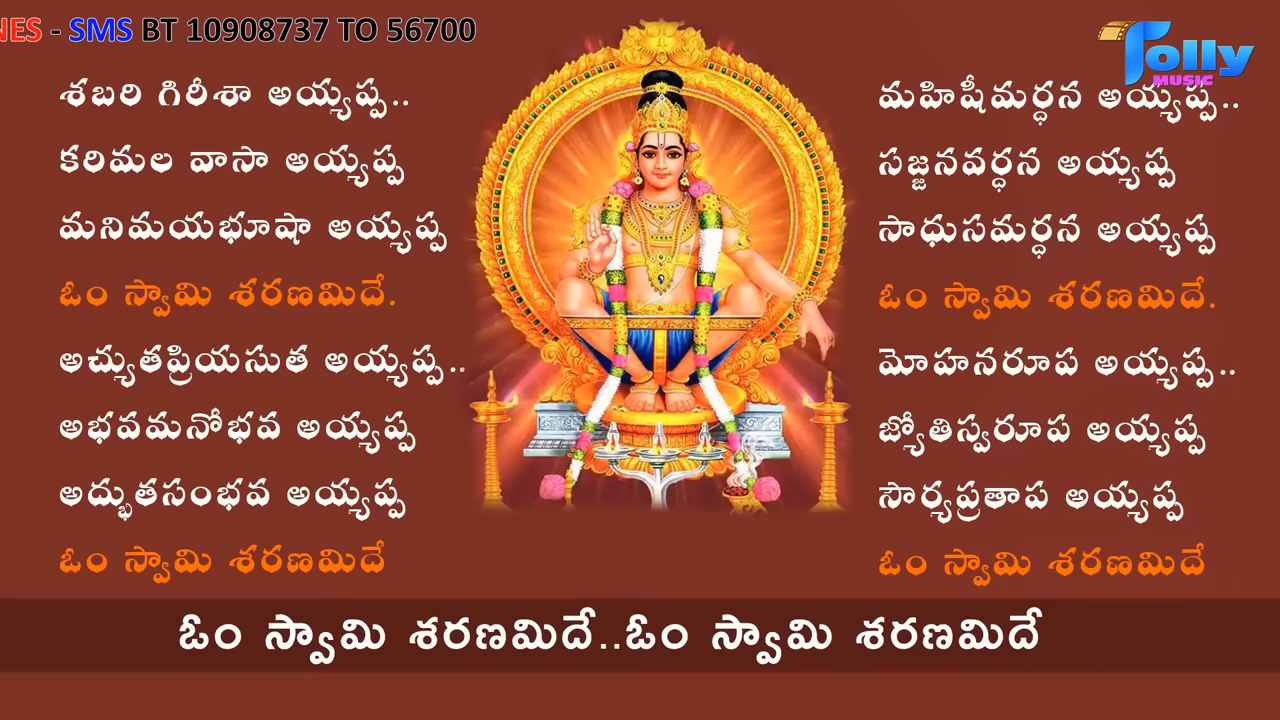 NES - SMS BT 10908737 TO 56700
Tolly
MUSIC
శబరి గిరీశా అయ్యప్ప..
కరిమల వాసా అయ్యప్ప
మనిమయభూషా అయ్యప్ప
ఓం స్వామి శరణమిదే.
అచ్యుతప్రియసుత అయ్యప్ప..
అభవమనోభవ అయ్యప్ప
అద్భుతసంభవ అయ్యప్ప
ఓం స్వామి శరణమిదే
మహిషీమర్ధన అయ్యప్ప..
సజ్జనవర్ధన అయ్యప్ప
సాధుసమర్ధన అయ్యప్ప
ఓం స్వామి శరణమిదే.
మోహనరూప అయ్యప్ప..
జ్యోతిస్వరూప అయ్యప్ప
సౌర్యప్రతాప అయ్యప్ప
ఓం స్వామి శరణమిదే
ఓం స్వామి శరణమిదే..ఓం స్వామి శరణమిదే